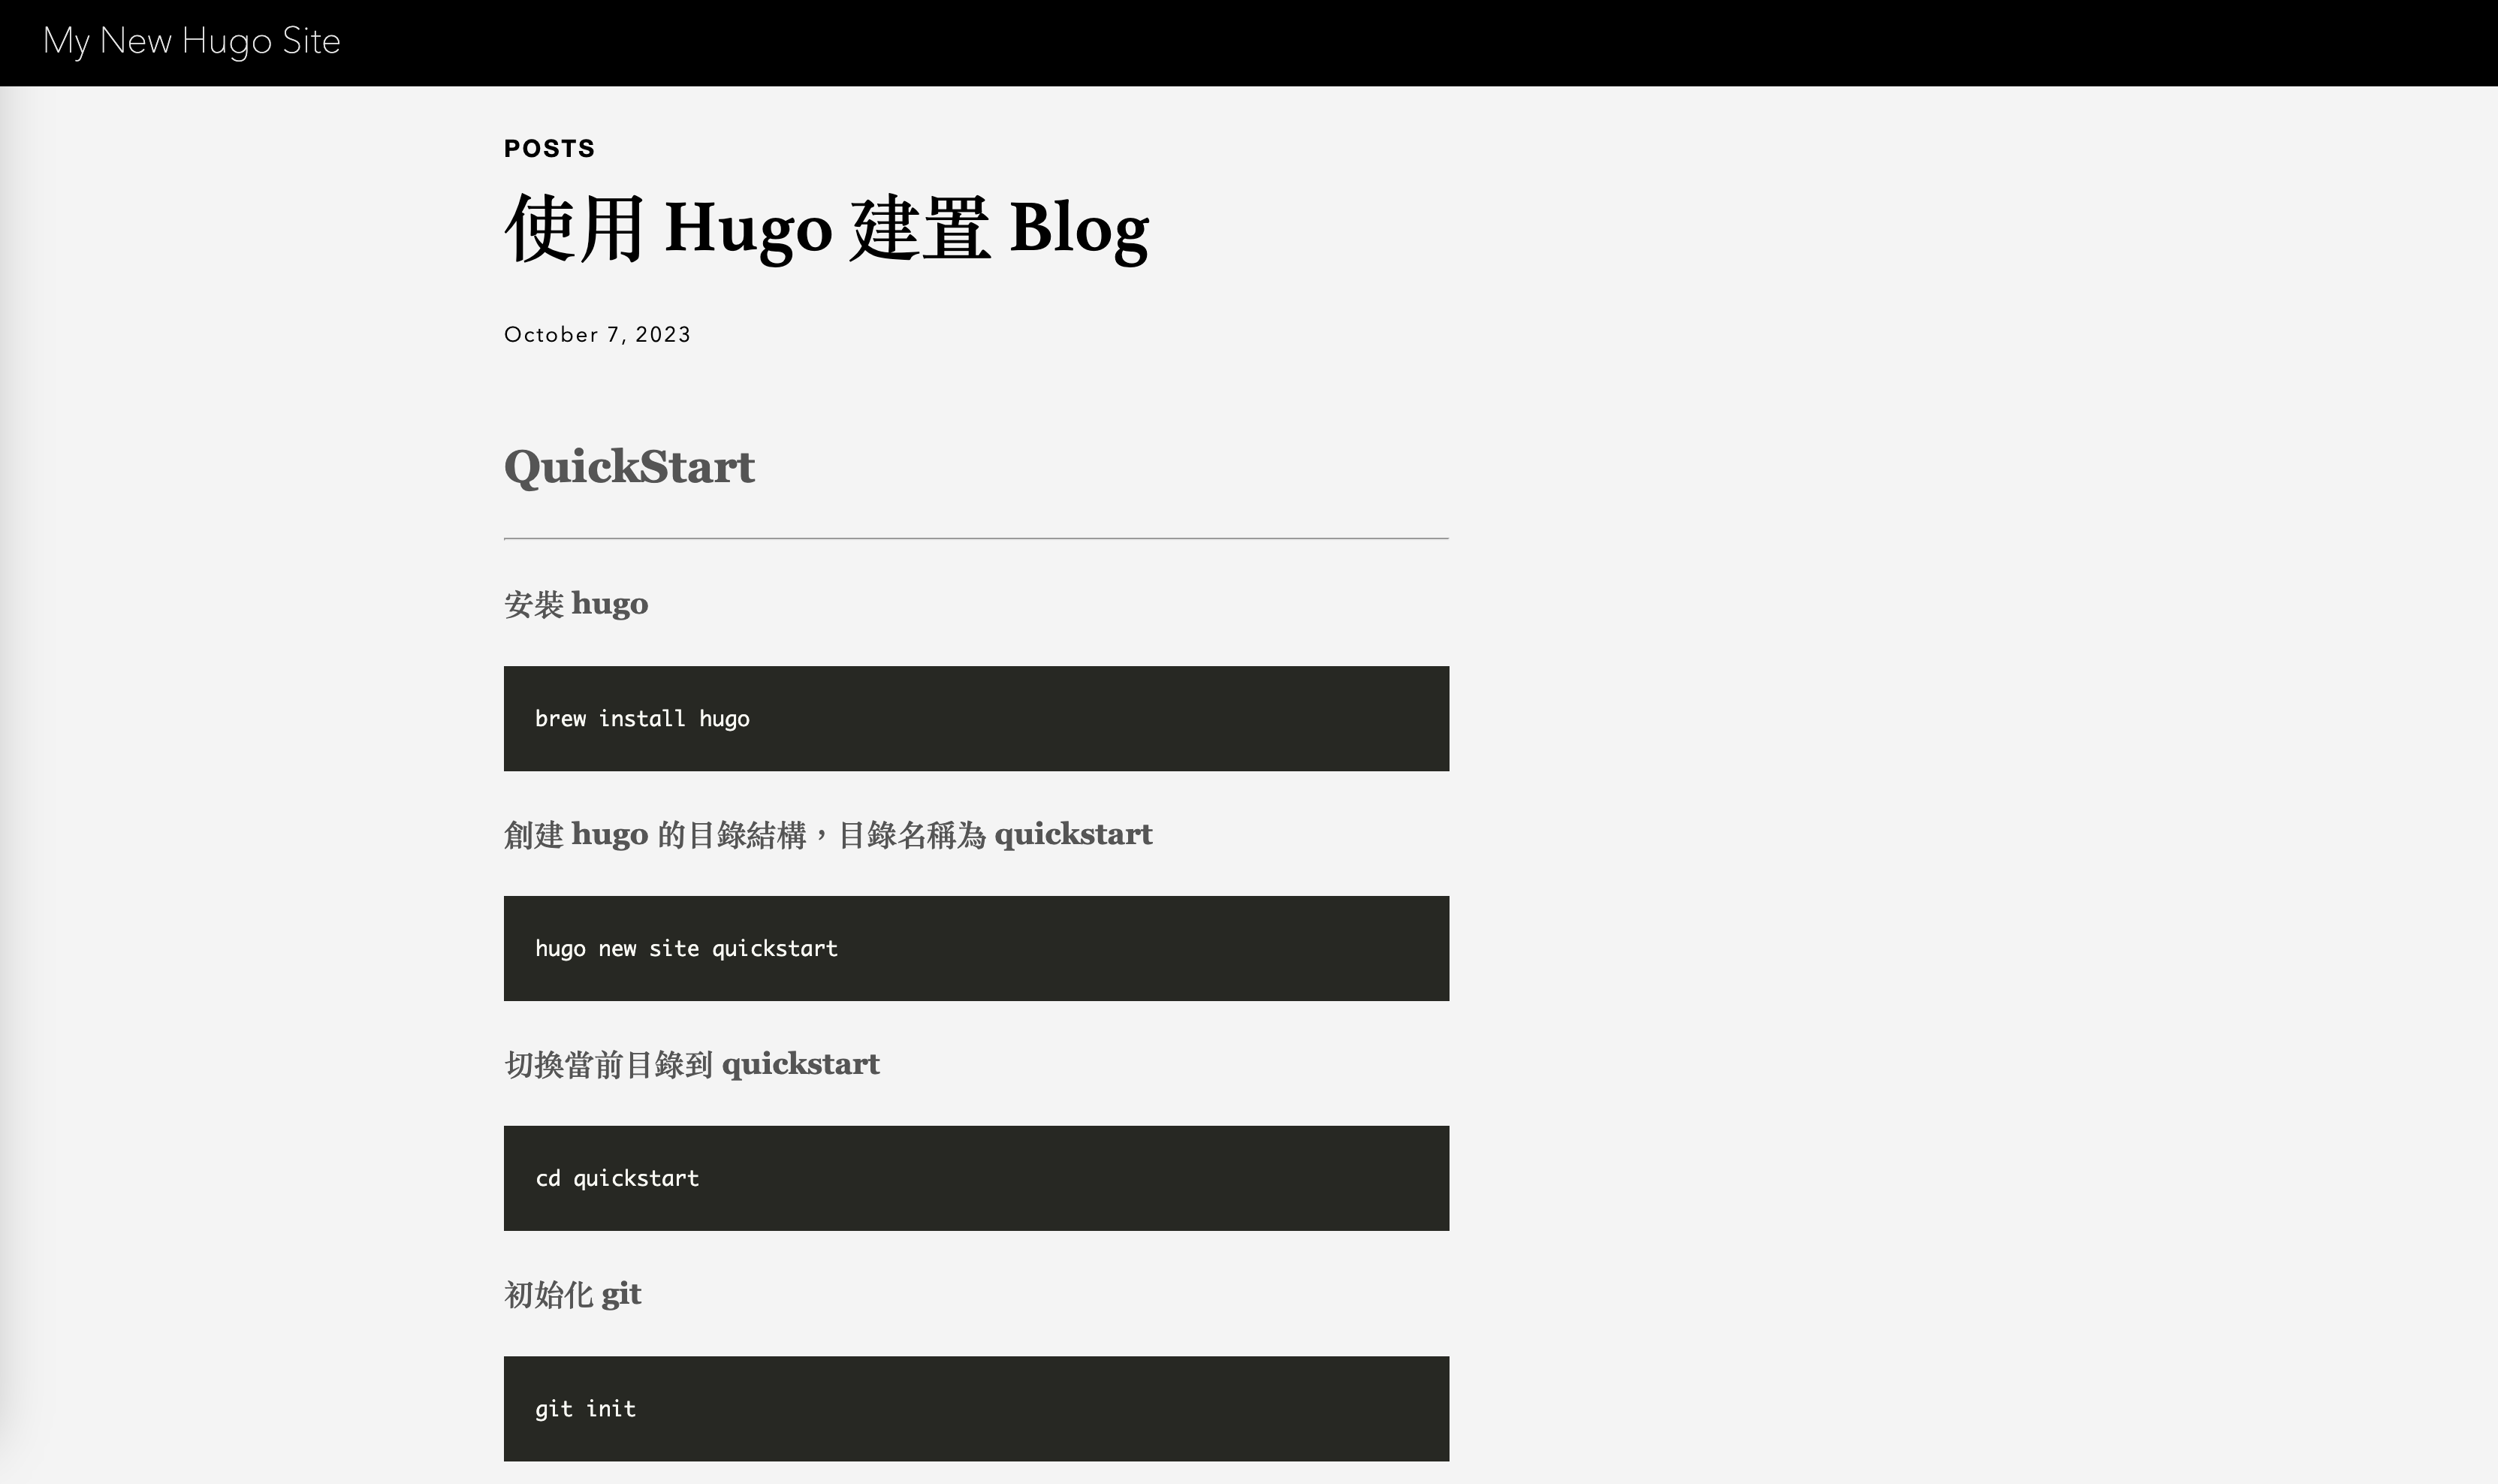 My New Hugo Site
POSTS
使用 Hugo 建置 Blog
October 7, 2023
QuickStart
安裝 hugo
brew install hugo
創建 hugo 的目錄結構，目錄名稱為 quickstart
hugo new site quickstart
切換當前目錄到 quickstart
cd quickstart
初始化 git
git init